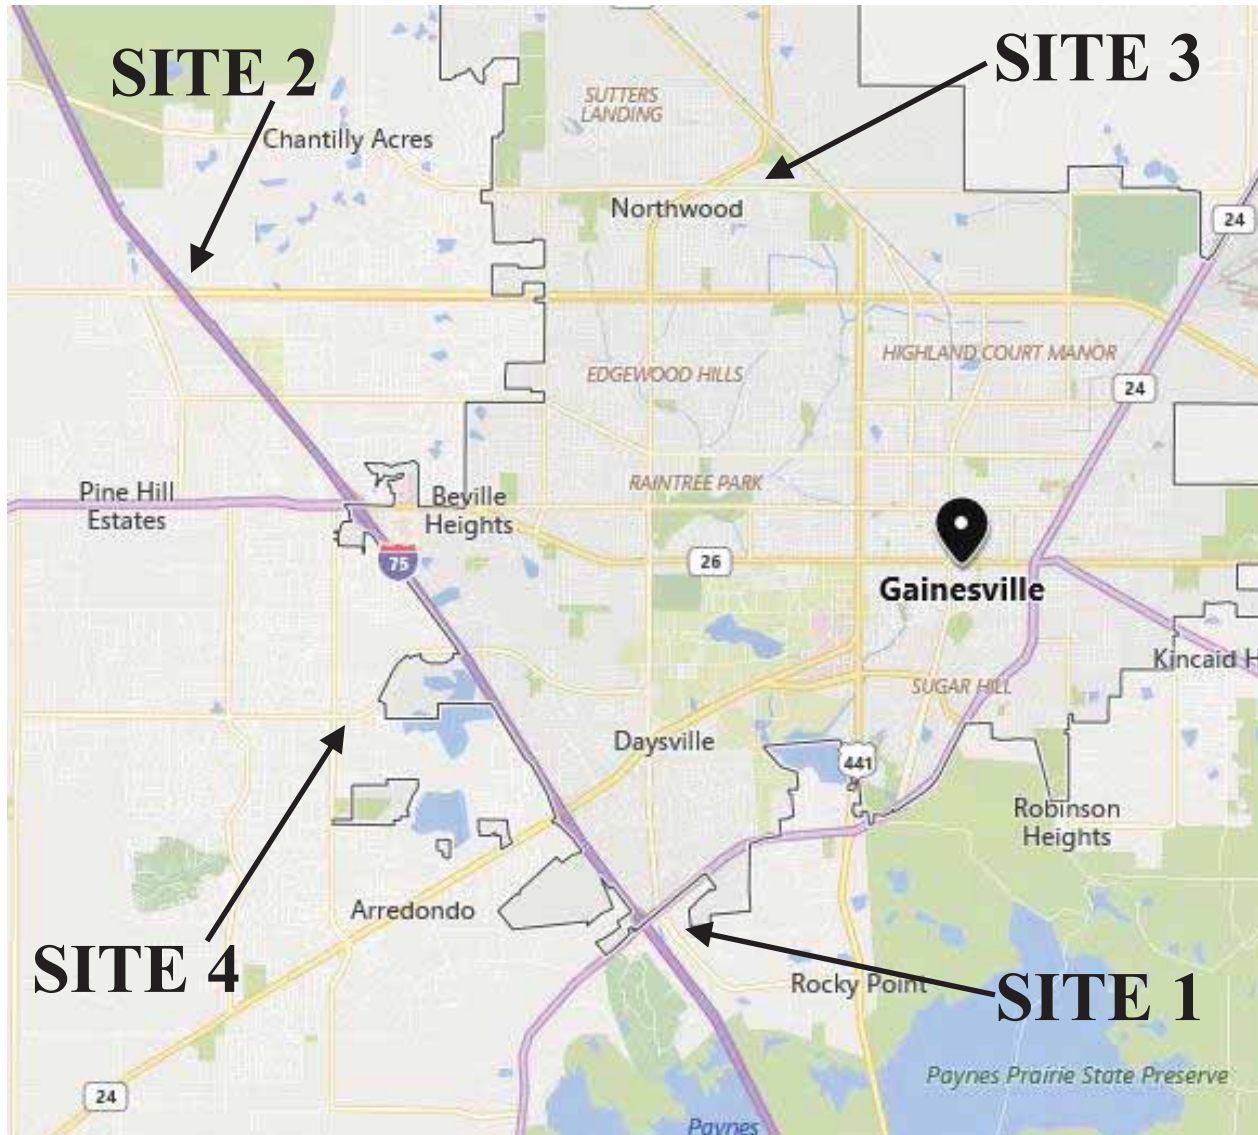 SITE 2
SITE 3
Chantilly Acres
SUTTERS
LANDING
Northwood
24
EDGEWOOD HILLS
HIGHLAND COURT MANOR
24
Pine Hill
Estates
Beville
Heights
RAINTREE PARK
75
26
Gainesville
Kincaid H
SUGAR HILL
Daysville
441
Robinson
Heights
Arredondo
SITE 4
Rocky Point
SITE 1
Paynes Prairie State Preserve
24
Paynes